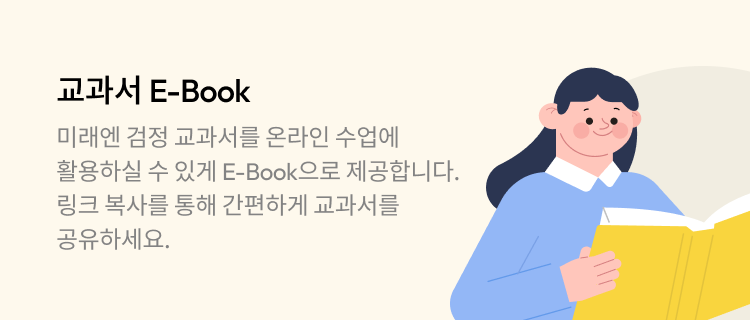 교과서 E-Book
미래엔 검정 교과서를 온라인 수업에
활용하실 수 있게 E-Book으로 제공합니다.
링크 복사를 통해 간편하게 교과서를
공유하세요.